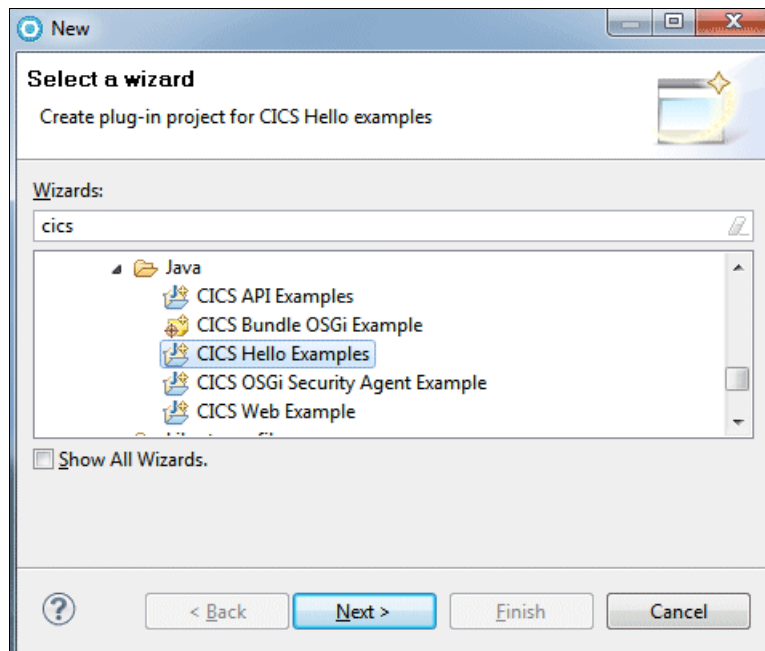 New
Select a wizard
Create plug-in project for CICS Hello examples
Wizards:
cics
Java
CICS API Examples
CICS Bundle OSGi Example
CICS Hello Examples
CICS OSGi Security Agent Example
CICS Web Example
Show All Wizards.
? < Back Next > Finish Cancel